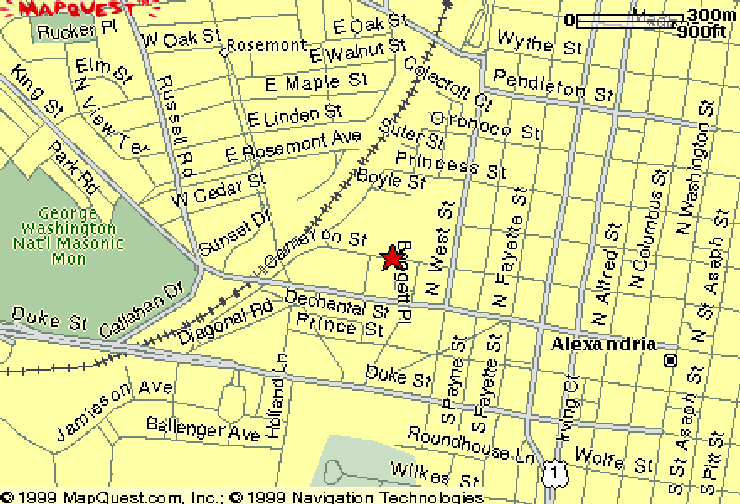 MAPQUEST
Rucker Pl
W Oak St
E Oak St
Rosemont
E Walnut St
Wythe St
0 300m
900ft
Elm St
King St
N View Ter
Russell Rd
E Maple St
Colecroft Ct
Pendleton St
E Linden St
Suter St
Oronoco St
E Rosemont Ave
Princess St
Park Rd
W Cedar St
Boyle St
N Washington St
N Columbus St
George
Washington
Nat'l Masonic
Mon
Sunset Dr
Cameron St
Baggett Pl
N West St
N Fayette St
N Alfred St
N St Asaph St
Callahan Dr
Duke St
Diagonal Rd
Dechantal St
Prince St
Alexandria
Duke St
S Payne St
S Fayette St
Irving Ct
Holland Ln
Jamieson Ave
Ballenger Ave
Roundhouse Ln
Wolfe St
Wilkes St
1
S St Asaph St
S Pitt St
© 1999 MapQuest.com, Inc.; © 1999 Navigation Technologies